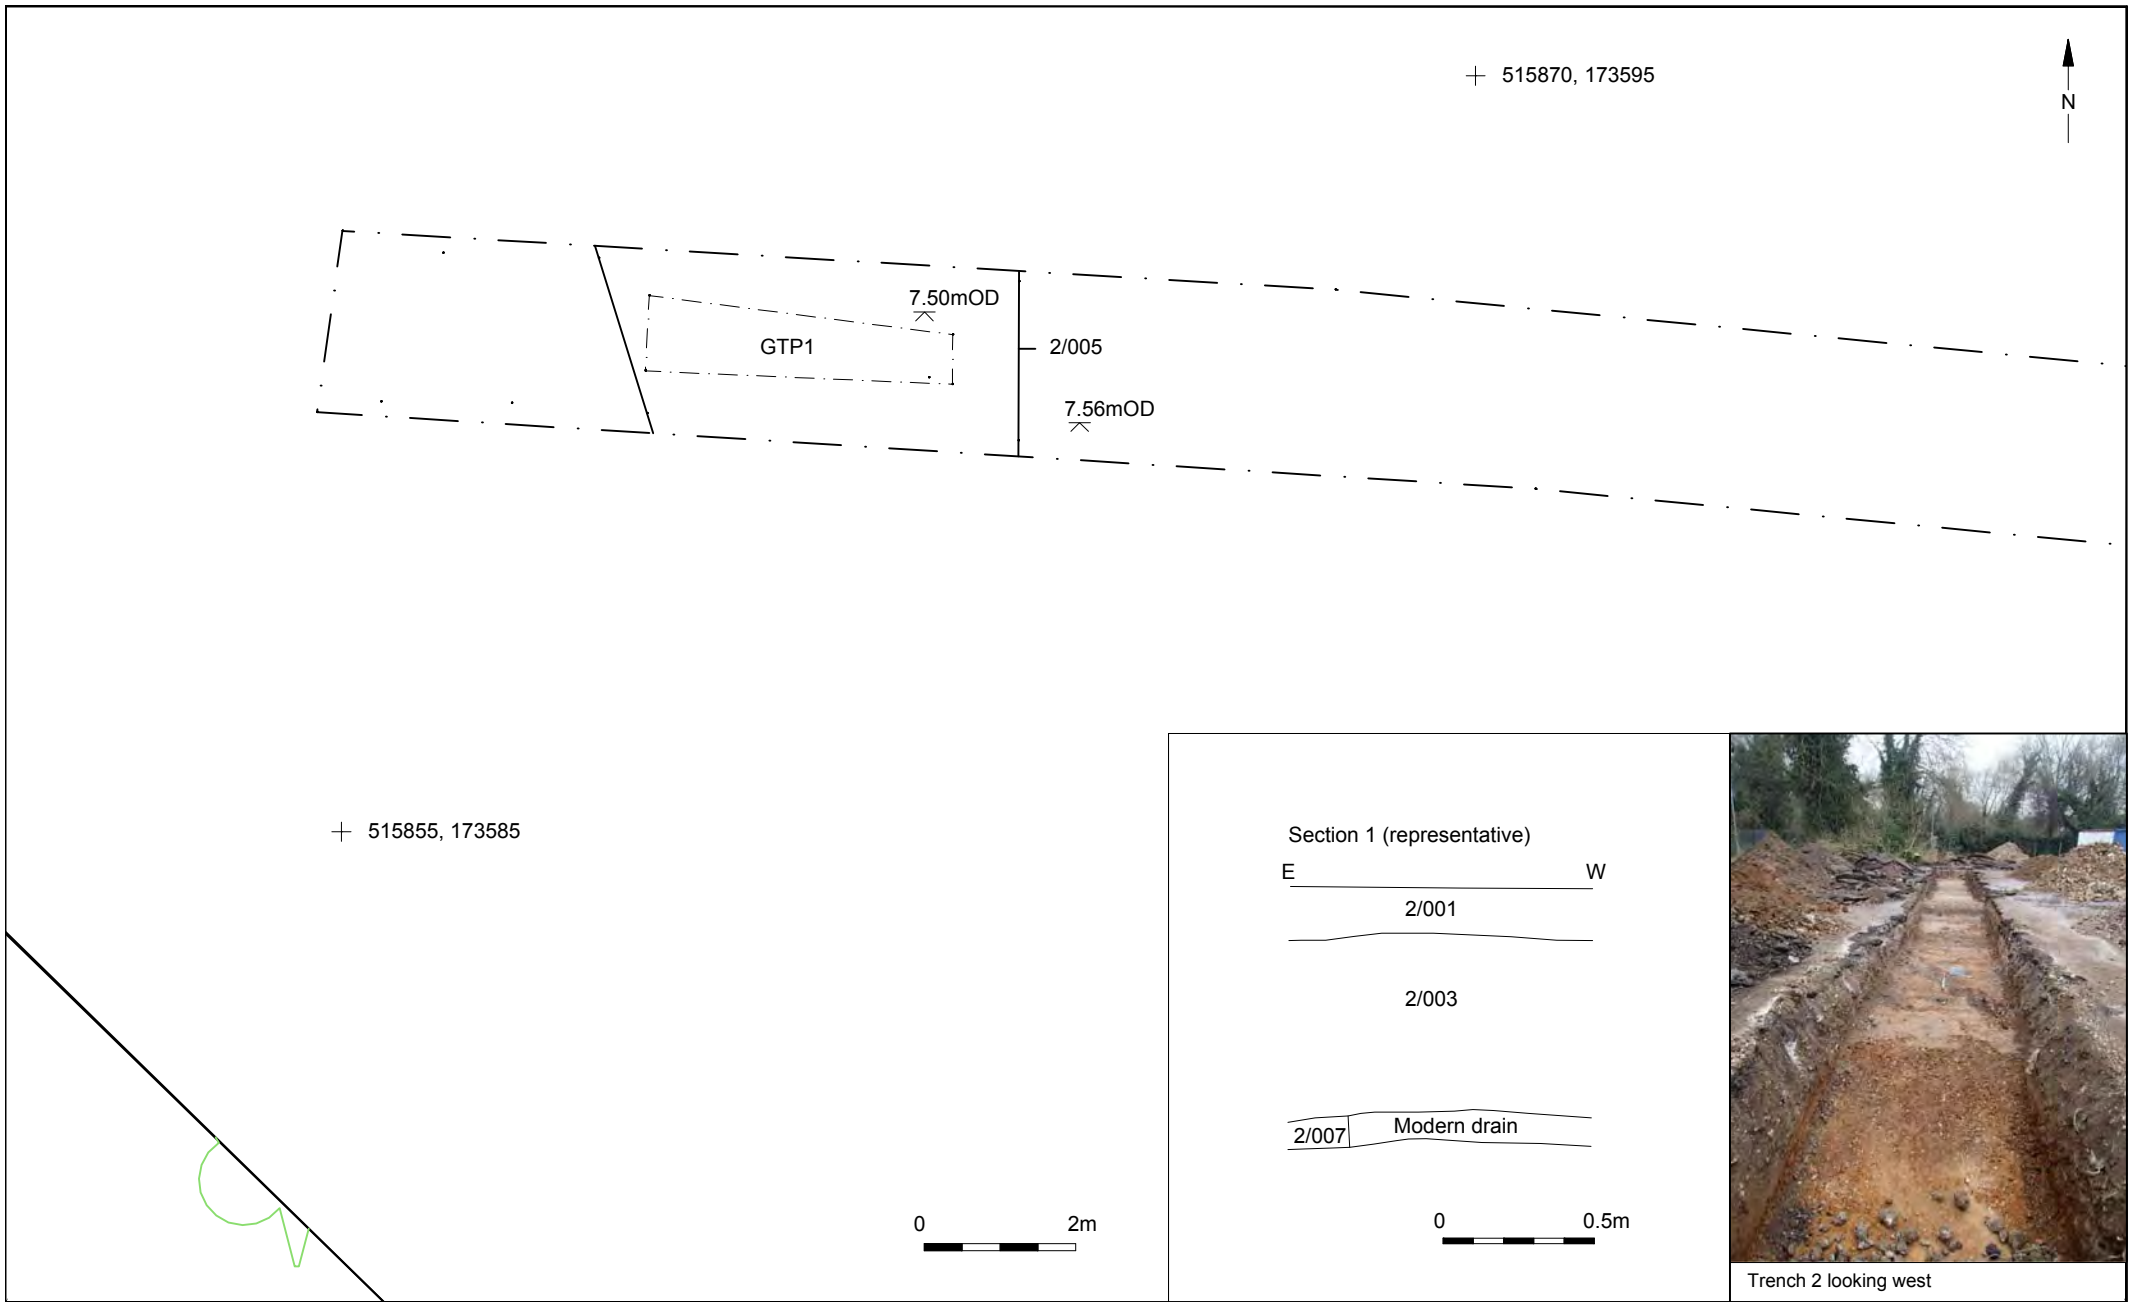 515870, 173595
N
7.50mOD
GTP1
2/005
7.56mOD
515855, 173585
0 2m
Section 1 (representative)
E W
2/001
2/003
2/007 Modern drain
0 0.5m
Trench 2 looking west